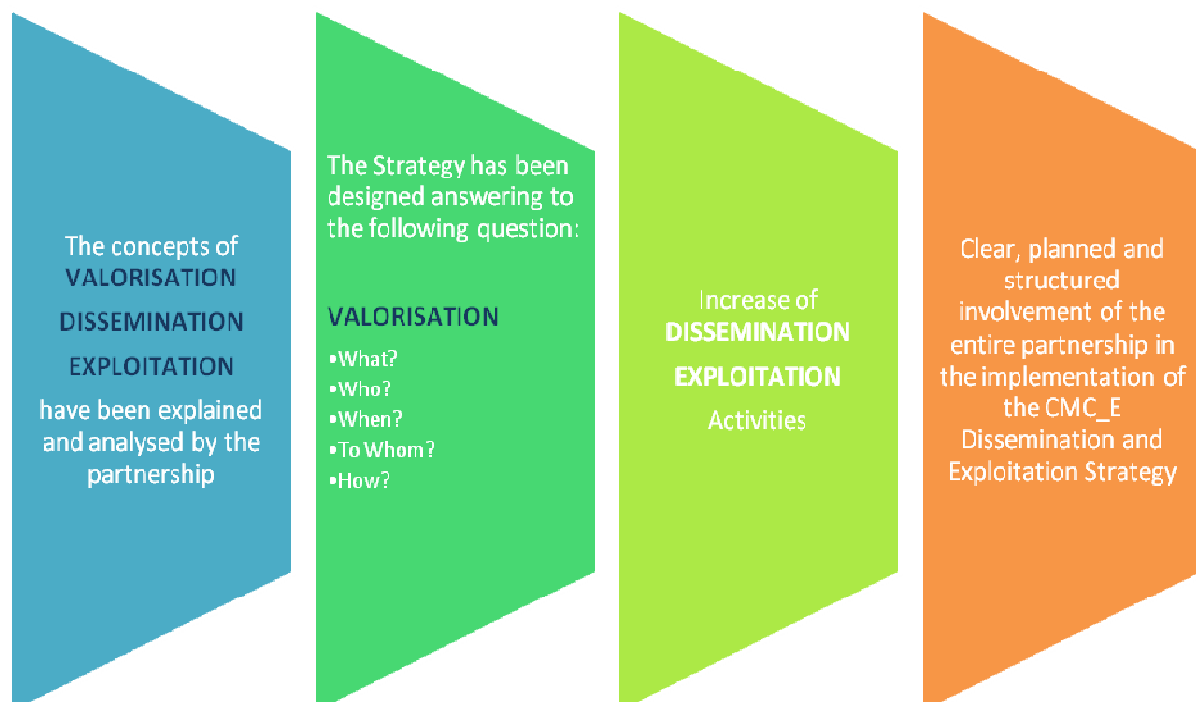 The concepts of
VALORISATION
DISSEMINATION
EXPLOITATION
have been explained
and analysed by the
partnership
The Strategy has been
designed answering to
the following question:
VALORISATION
•What?
•Who?
•When?
•To Whom?
•How?
Increase of
DISSEMINATION
EXPLOITATION
Activities
Clear, planned and
structured
involvement of the
entire partnership in
the implementation of
the CMC_E
Dissemination and
Exploitation Strategy